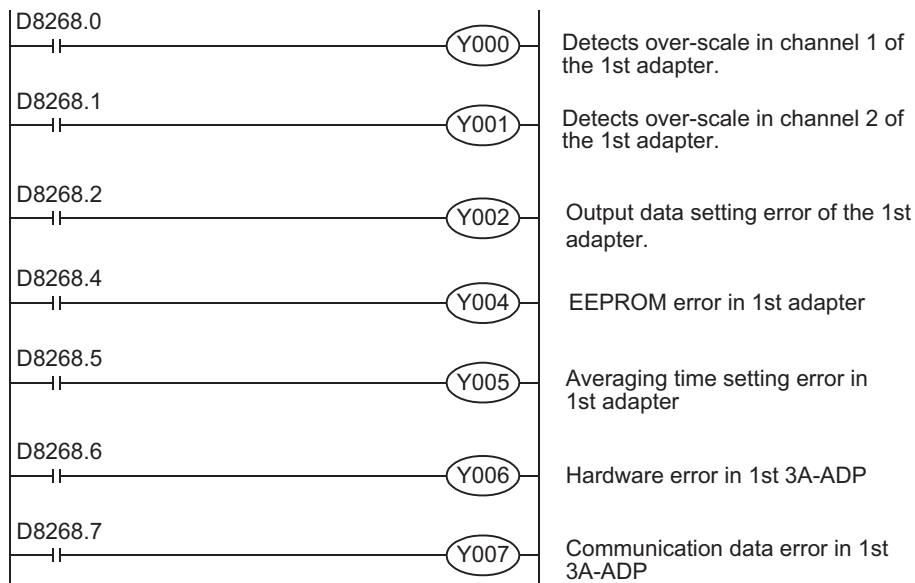 D8268.0
Y000
Detects over-scale in channel 1 of
the 1st adapter.
D8268.1
Y001
Detects over-scale in channel 2 of
the 1st adapter.
D8268.2
Y002
Output data setting error of the 1st
adapter.
D8268.4
Y004
EEPROM error in 1st adapter
D8268.5
Y005
Averaging time setting error in
1st adapter
D8268.6
Y006
Hardware error in 1st 3A-ADP
D8268.7
Y007
Communication data error in 1st
3A-ADP